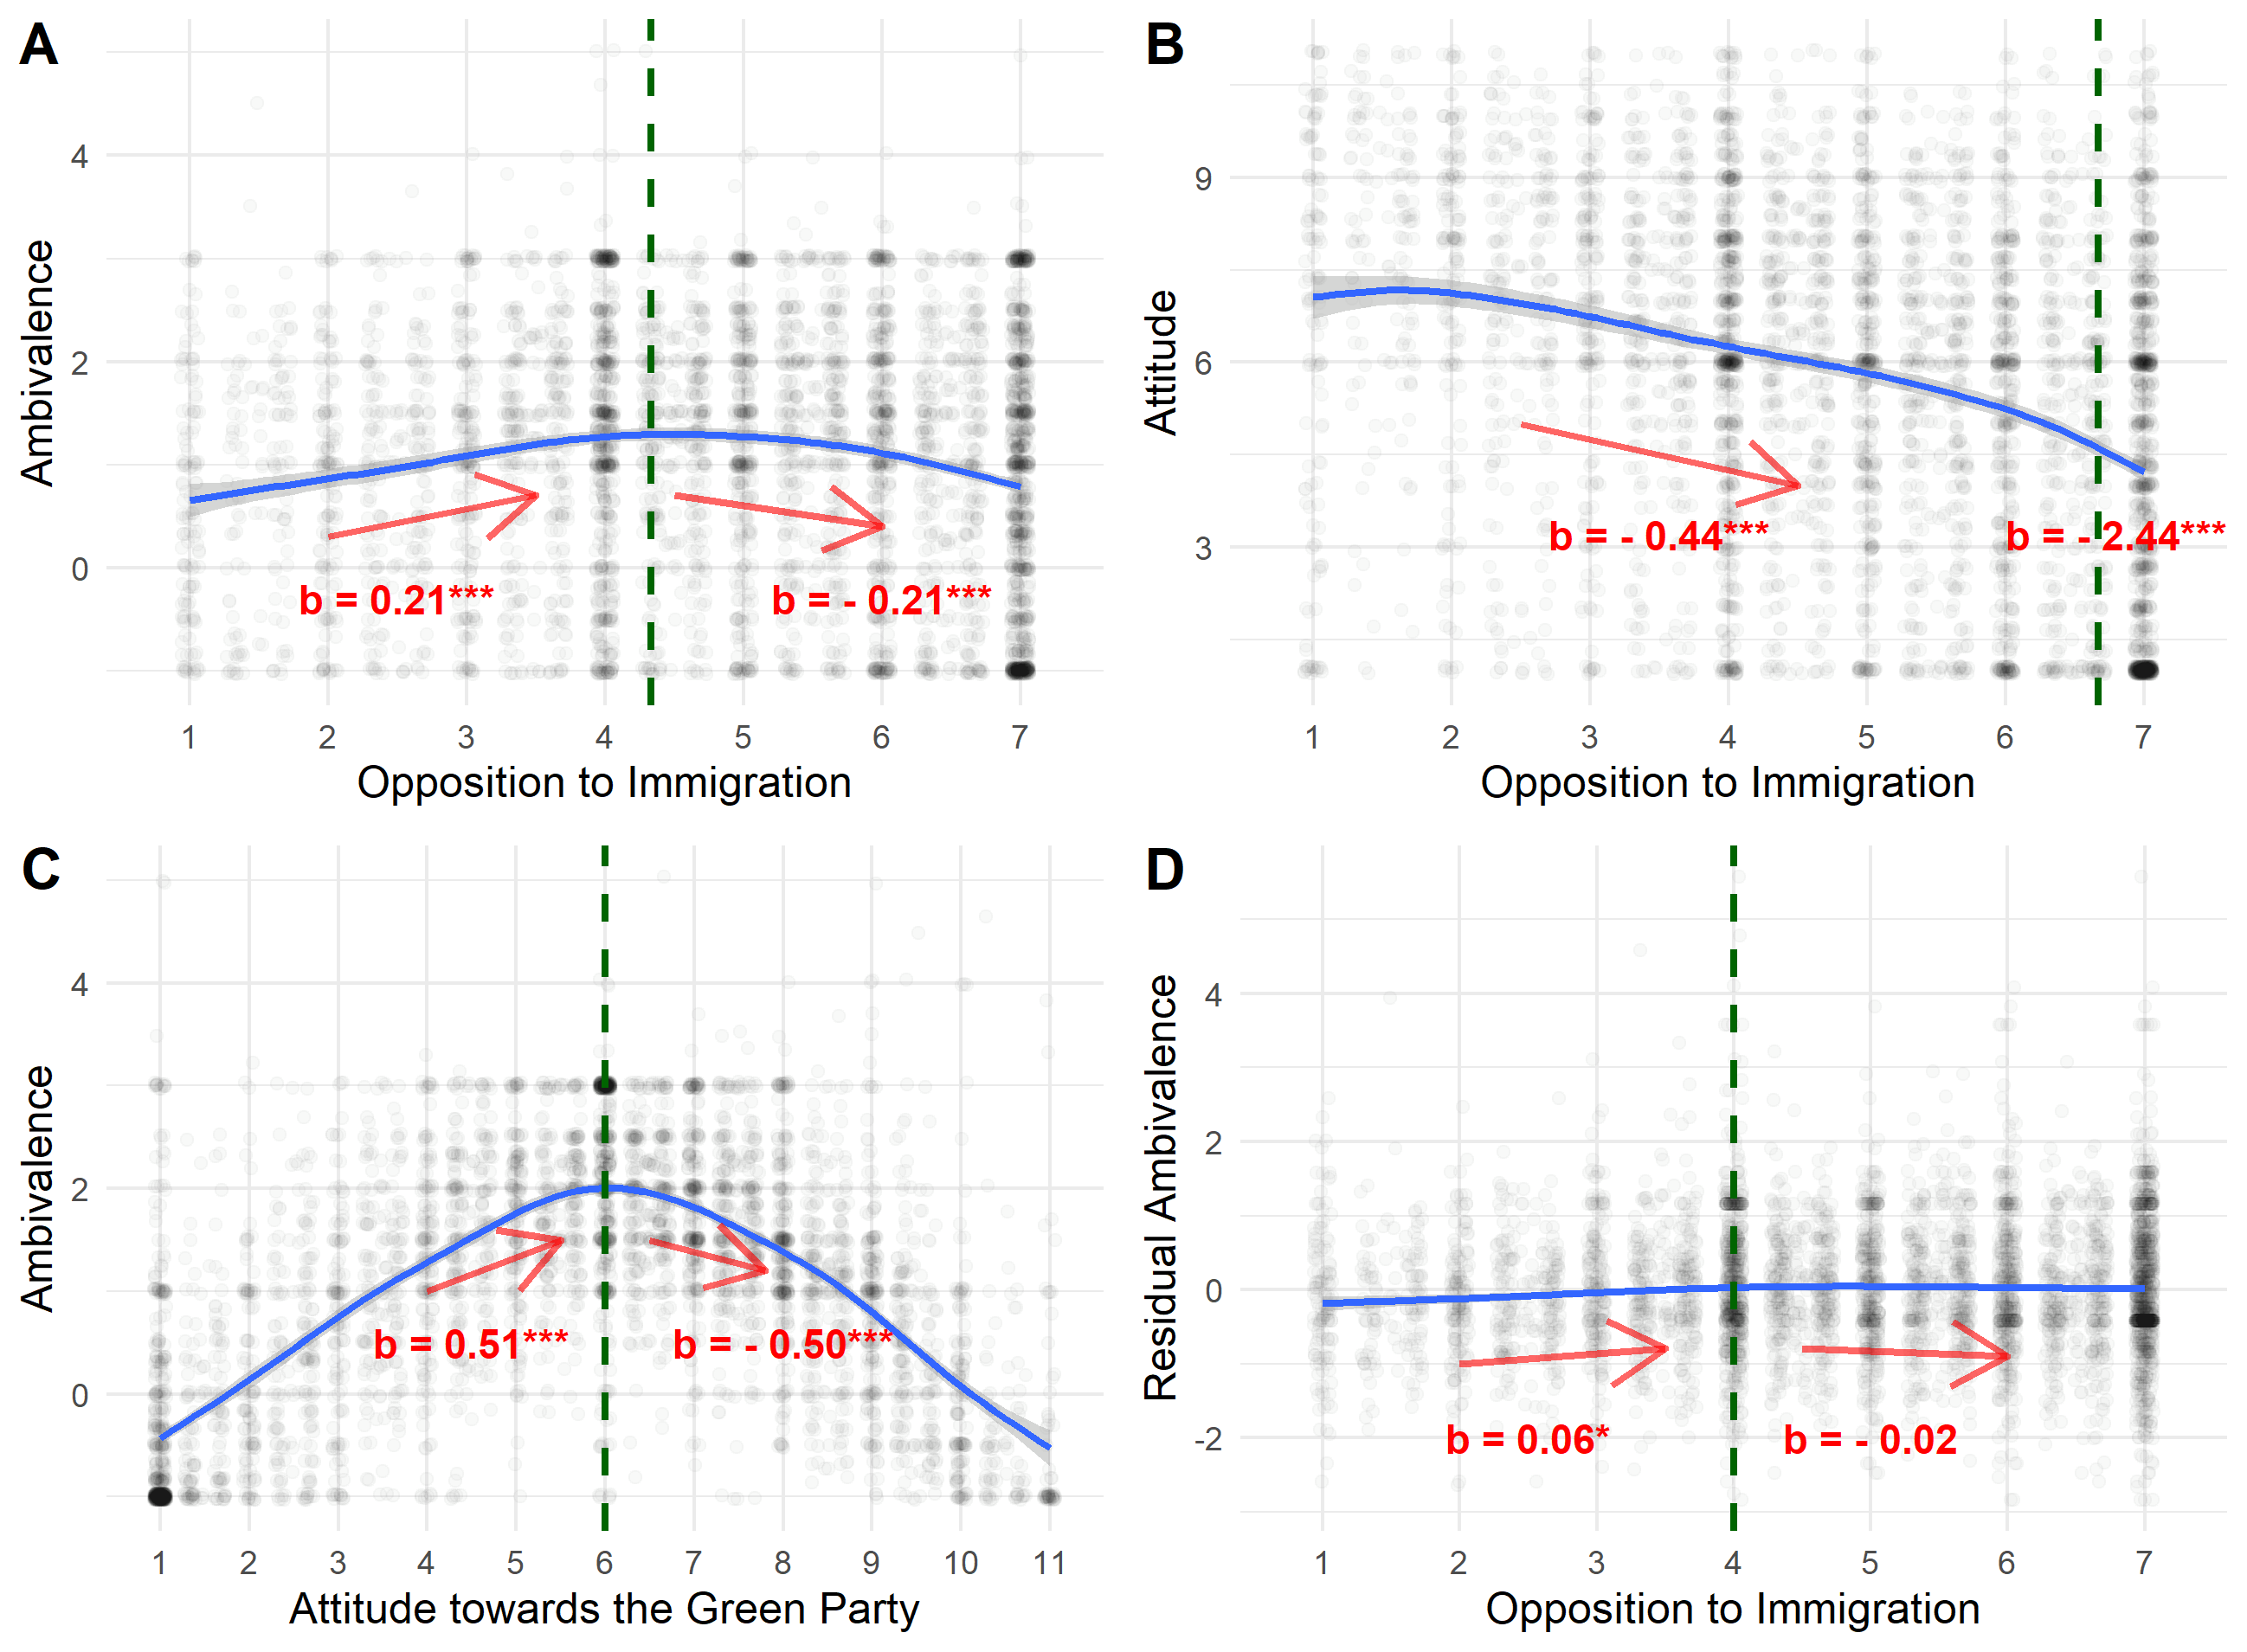 A
4
2
0
Ambivalence
b = 0.21***
b = - 0.21***
1 2 3 4 5 6 7
Opposition to Immigration
B
9
6
3
Attitude
b = - 0.44***
b = - 2.44***
1 2 3 4 5 6 7
Opposition to Immigration
C
4
2
0
Ambivalence
b = 0.51***
b = - 0.50***
1 2 3 4 5 6 7 8 9 10 11
Attitude towards the Green Party
D
4
2
0
-2
Residual Ambivalence
b = 0.06*
b = - 0.02
1 2 3 4 5 6 7
Opposition to Immigration